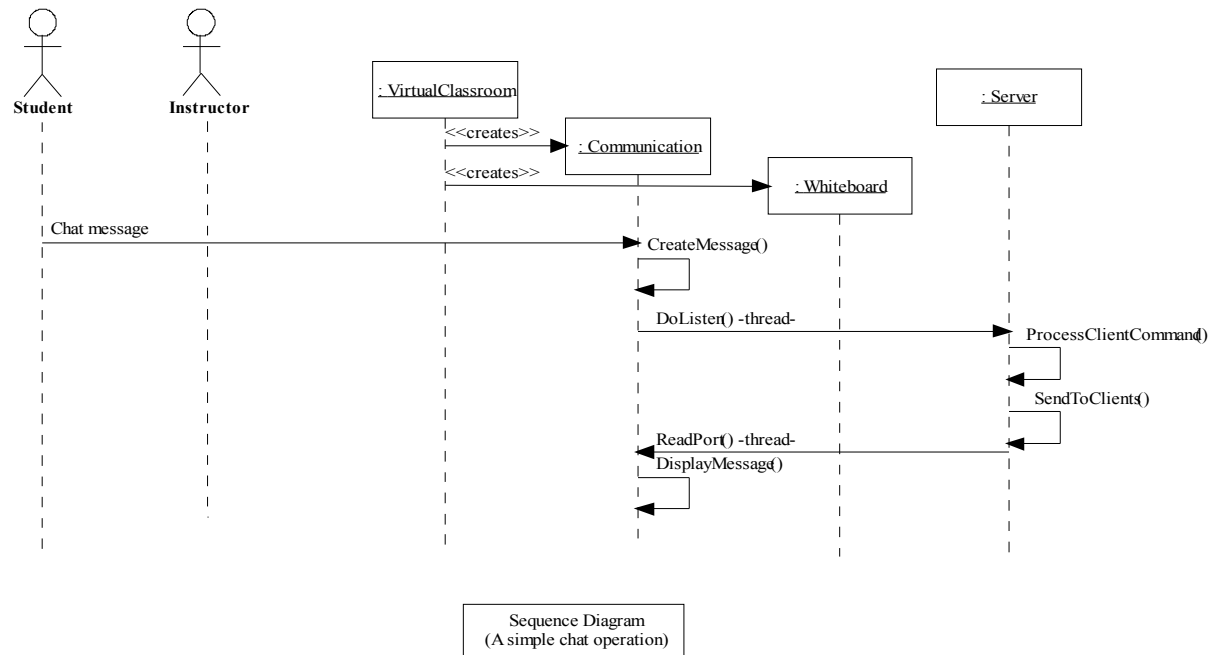 Student
Instructor
: VirtualClassroom
: Server
<<creates>>
: Communication
<<creates>>
: Whiteboard
Chat message
CreateMessage()
DoListen() -thread-
ProcessClientCommand()
SendToClients()
ReadPort() -thread-
DisplayMessage()
Sequence Diagram
(A simple chat operation)